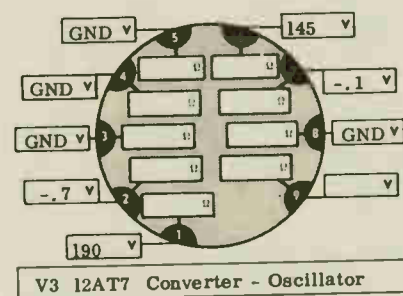 GND V 145 V
5
Ω Ω
GND V 4 -.1 V
Ω
GND V 3 Ω Ω 8 GND V
Ω
-.7 V 2 Ω 9 V
1
190 V
V3 12AT7 Converter - Oscillator